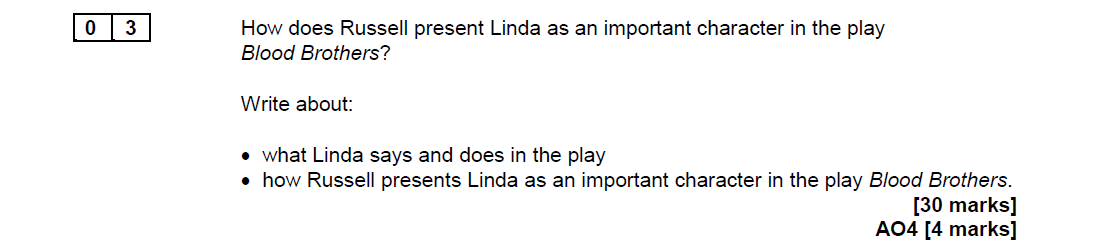 0 3 How does Russell present Linda as an important character in the play
Blood Brothers?
Write about:
• what Linda says and does in the play
• how Russell presents Linda as an important character in the play Blood Brothers.
[30 marks]
AO4 [4 marks]